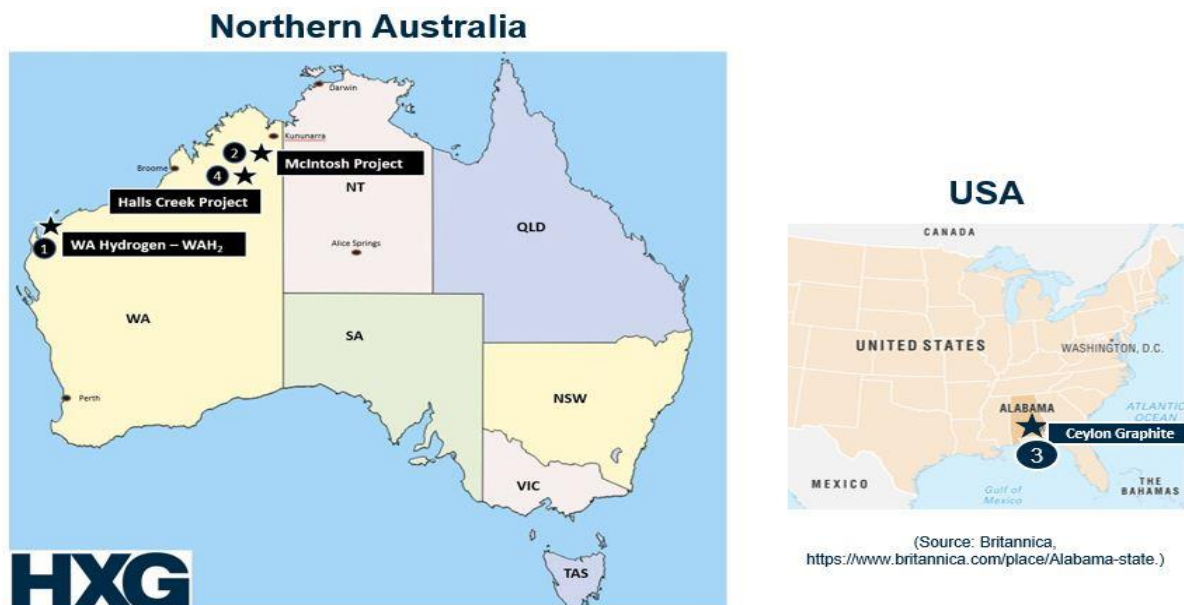 Northern Australia
Darwin
Kununarra
2
McIntosh Project
Broome
4
Halls Creek Project
NT
1
WA Hydrogen – WAH₂
QLD
Alice Springs
WA
SA
Perth
NSW
VIC
TAS
HXG
USA
CANADA
UNITED STATES
WASHINGTON, D.C.
ALABAMA
ATLANTIC
OCEAN
Ceylon Graphite
3
MEXICO
Gulf of
Mexico
THE
BAHAMAS
(Source: Britannica,
https://www.britannica.com/place/Alabama-state.)